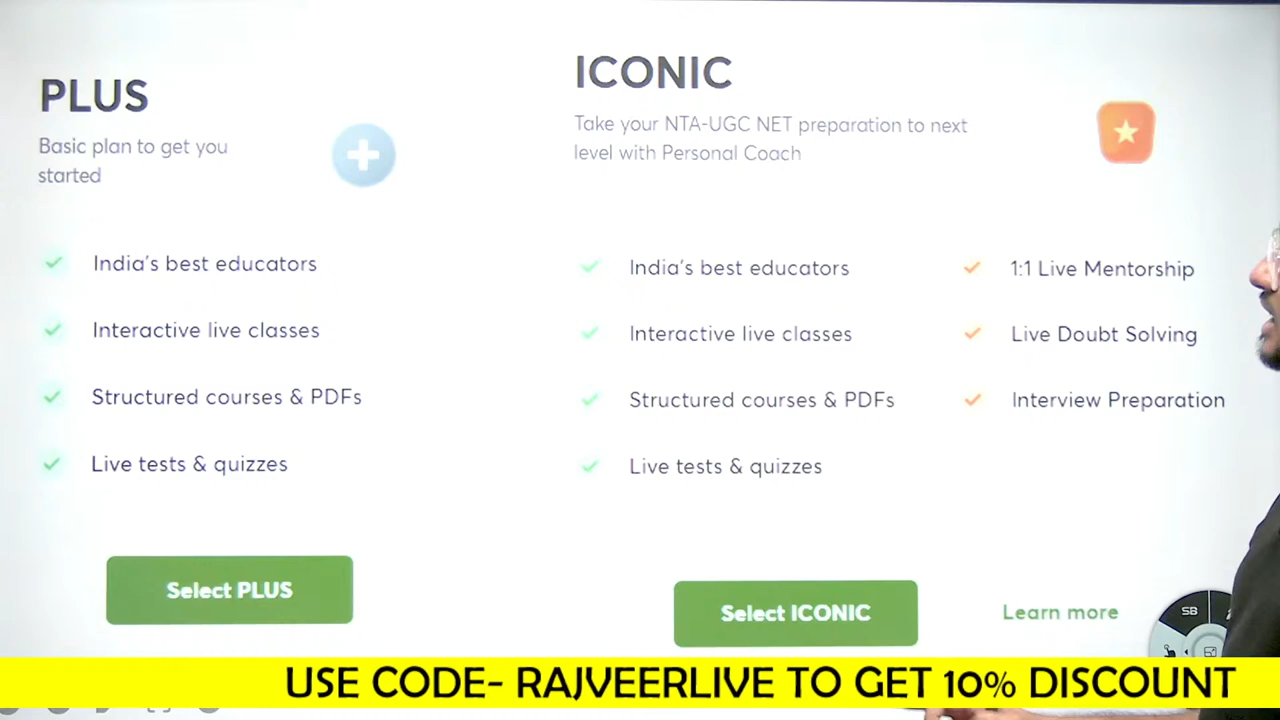 PLUS
Basic plan to get you
started
India's best educators
Interactive live classes
Structured courses & PDFs
Live tests & quizzes
Select PLUS
ICONIC
Take your NTA-UGC NET preparation to next
level with Personal Coach
India's best educators
Interactive live classes
Structured courses & PDFs
Live tests & quizzes
1:1 Live Mentorship
Live Doubt Solving
Interview Preparation
Select ICONIC
Learn more
SB
USE CODE- RAJVEERLIVE TO GET 10% DISCOUNT